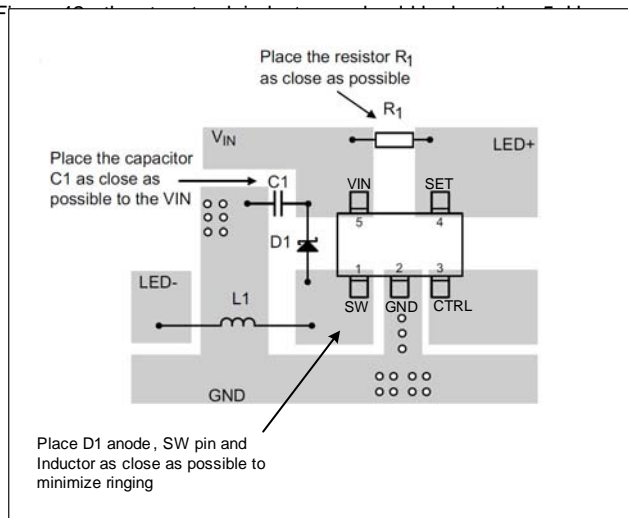 Place the resistor R1
as close as possible
R1
VIN
LED+
Place the capacitor
C1 as close as
possible to the VIN
C1
VIN
SET
5
4
D1
1
2
3
LED-
L1
SW
GND
CTRL
GND
Place D1 anode, SW pin and
Inductor as close as possible to
minimize ringing